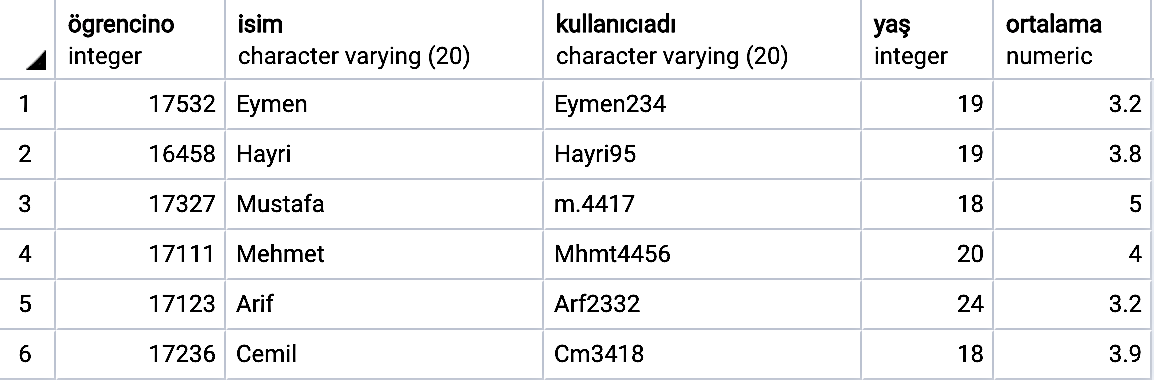 ögrencino isim kullanıcıadı yaş ortalama
integer character varying (20) character varying (20) integer numeric
1 17532 Eymen Eymen234 19 3.2
2 16458 Hayri Hayri95 19 3.8
3 17327 Mustafa m.4417 18 5
4 17111 Mehmet Mhmt4456 20 4
5 17123 Arif Arf2332 24 3.2
6 17236 Cemil Cm3418 18 3.9